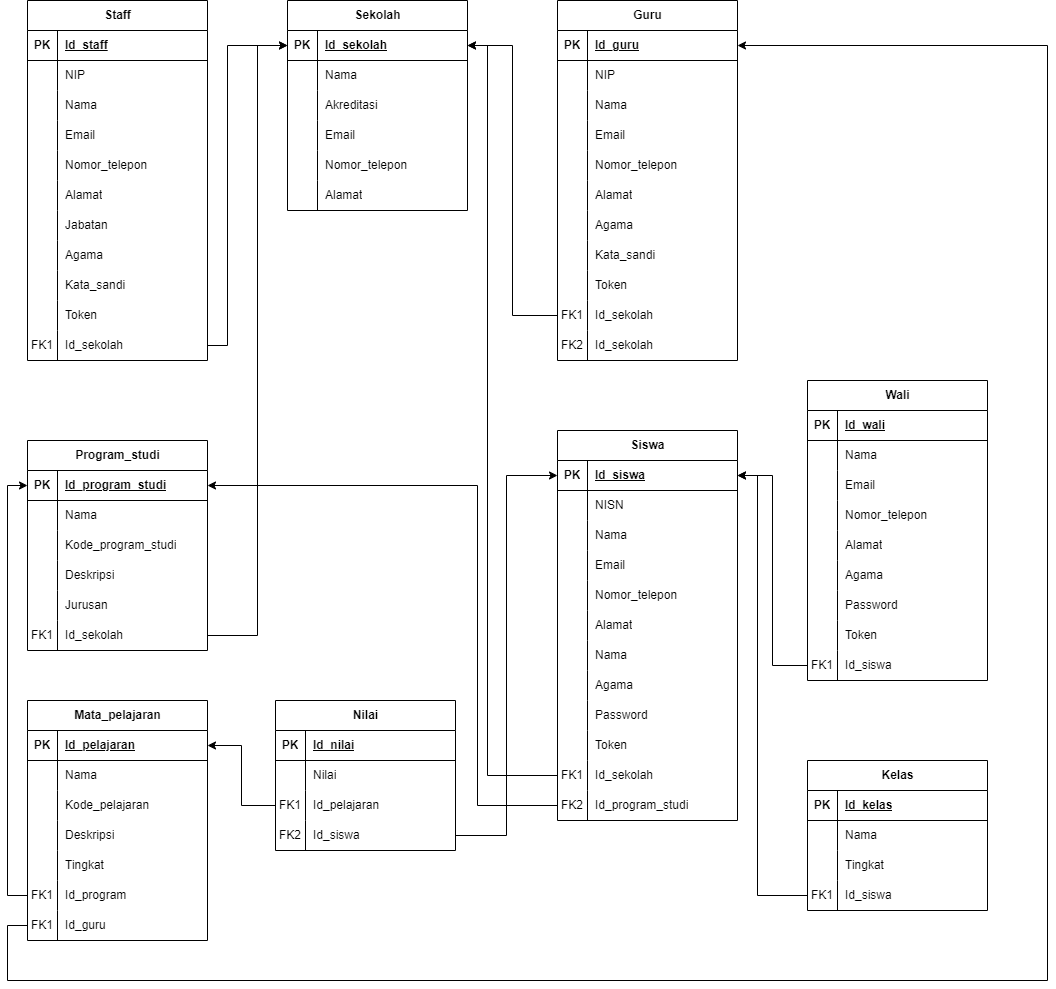 Staff
PK Id_staff
NIP
Nama
Email
Nomor_telepon
Alamat
Jabatan
Agama
Kata_sandi
Token
FK1 Id_sekolah
Sekolah
PK Id_sekolah
Nama
Akreditasi
Email
Nomor_telepon
Alamat
Guru
PK Id_guru
NIP
Nama
Email
Nomor_telepon
Alamat
Agama
Kata_sandi
Token
FK1 Id_sekolah
FK2 Id_sekolah
Wali
PK Id_wali
Nama
Email
Nomor_telepon
Alamat
Agama
Password
Token
FK1 Id_siswa
Program_studi
PK Id_program_studi
Nama
Kode_program_studi
Deskripsi
Jurusan
FK1 Id_sekolah
Siswa
PK Id_siswa
NISN
Nama
Email
Nomor_telepon
Alamat
Nama
Agama
Password
Token
FK1 Id_sekolah
FK2 Id_program_studi
Mata_pelajaran
PK Id_pelajaran
Nama
Kode_pelajaran
Deskripsi
Tingkat
FK1 Id_program
FK1 Id_guru
Nilai
PK Id_nilai
Nilai
FK1 Id_pelajaran
FK2 Id_siswa
Kelas
PK Id_kelas
Nama
Tingkat
FK1 Id_siswa